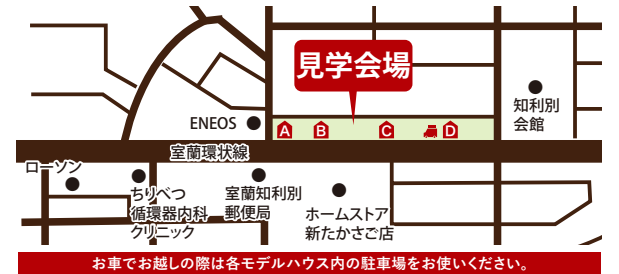 見学会場
知利別
会館
ENEOS
A
B
C
D
室蘭環状線
ローソン
ちりべつ
循環器内科
クリニック
室蘭知利別
郵便局
ホームストア
新たかさご店
お車でお越しの際は各モデルハウス内の駐車場をお使いください。